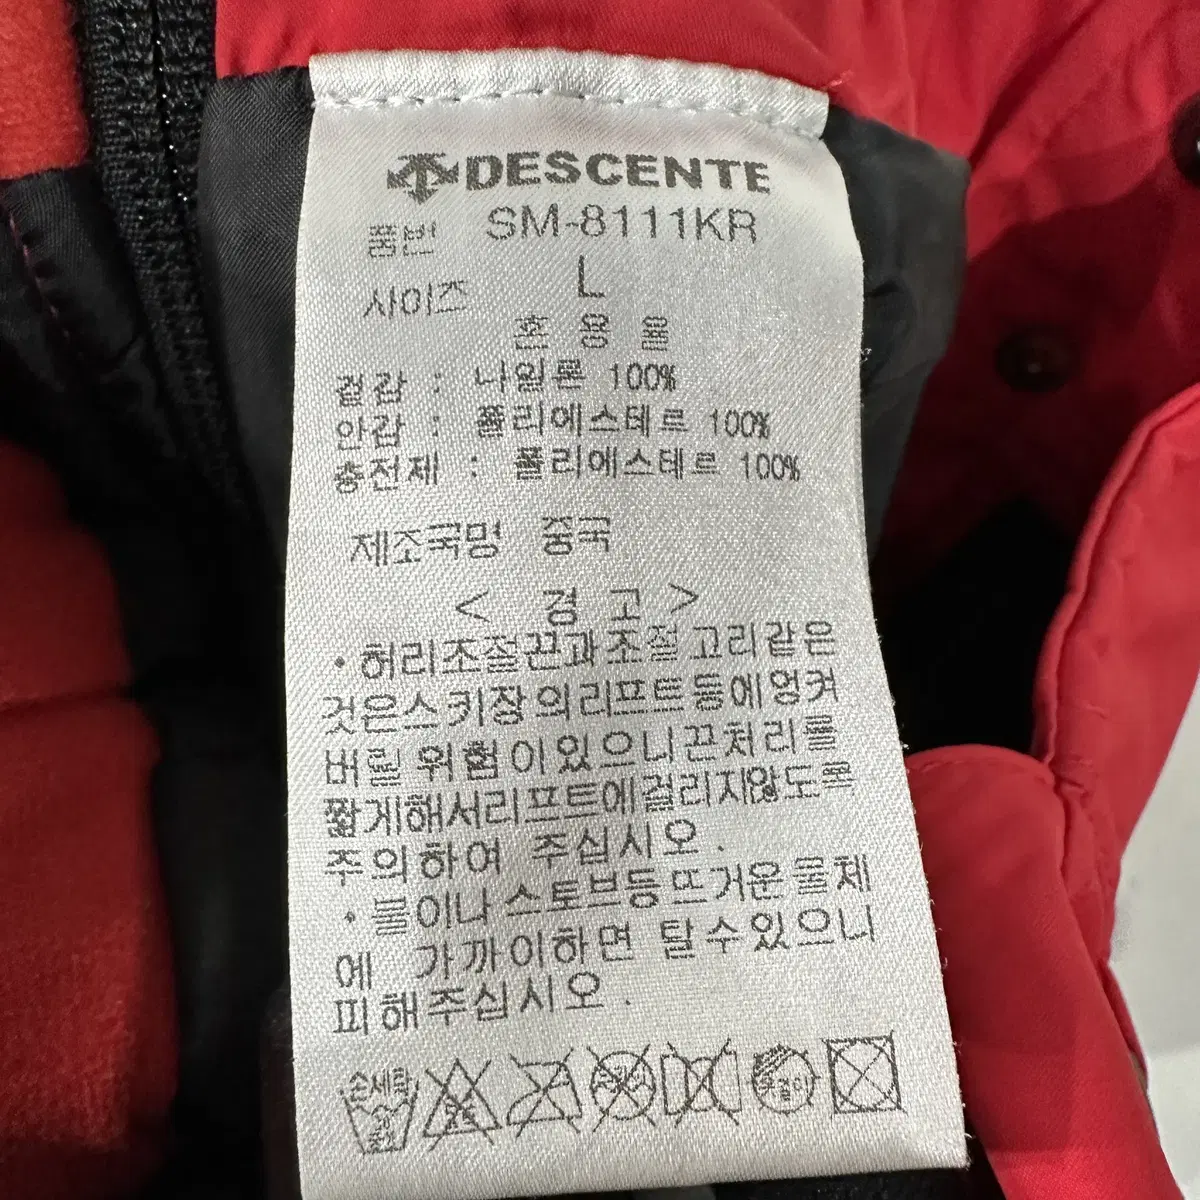 DESCENTE
품번 SM-8111KR
사이즈 L
혼 용 율
겉감 : 나일론 100%
안감 : 폴리에스테르 100%
충전제 : 폴리에스테르 100%
제조국명 중국
< 경 고 >
· 허리조절끈과조절고리같은
것은스키장의리프트등에엉켜
버릴 위험이있으니끈처리를
짧게해서리프트에걸리지않도록
주의하여 주십시오.
· 불이나 스토브등뜨거운물체
에 가까이하면 탈수있으니
피해주십시오.
손세탁